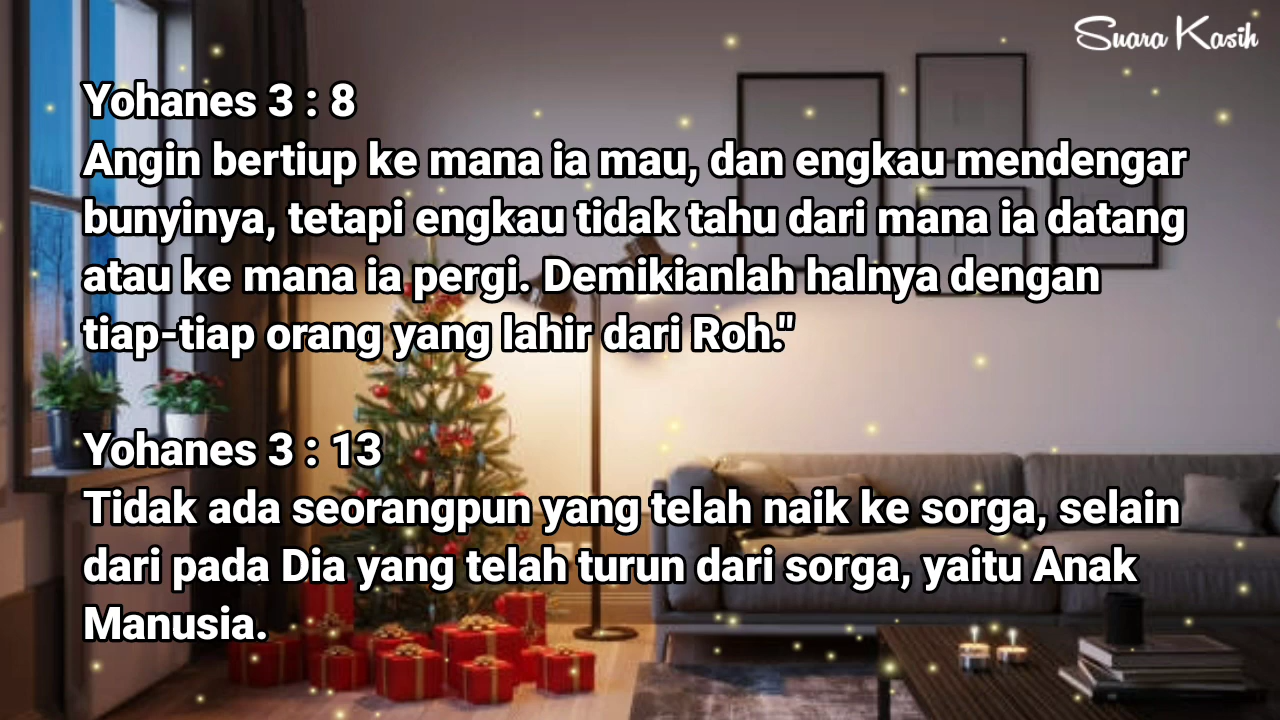 Suara Kasih
Yohanes 3 : 8
Angin bertiup ke mana ia mau, dan engkau mendengar
bunyinya, tetapi engkau tidak tahu dari mana ia datang
atau ke mana ia pergi. Demikianlah halnya dengan
tiap-tiap orang yang lahir dari Roh."
Yohanes 3 : 13
Tidak ada seorangpun yang telah naik ke sorga, selain
dari pada Dia yang telah turun dari sorga, yaitu Anak
Manusia.